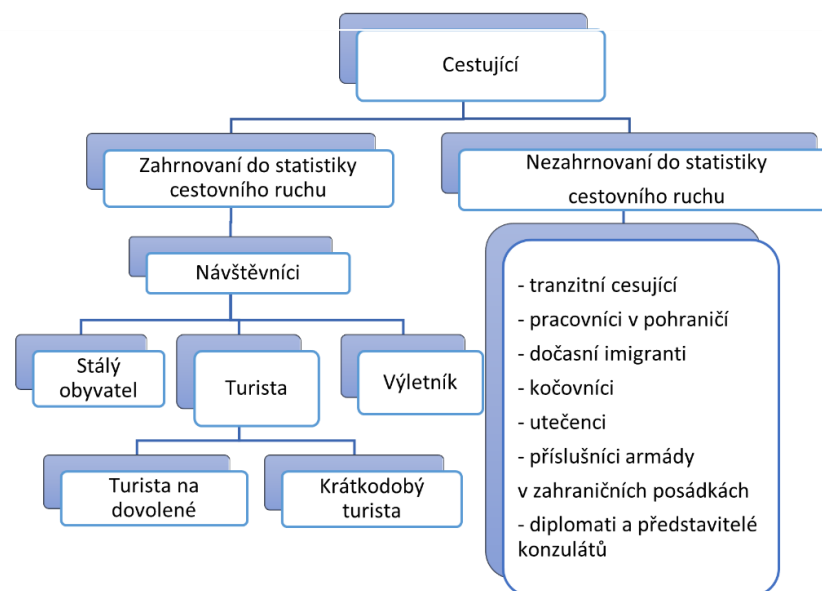 Cestující
Zahrnovaní do statistiky
cestovního ruchu
Nezahrnovaní do statistiky
cestovního ruchu
Návštěvníci
Stálý
obyvatel
Turista
Výletník
Turista na
dovolené
Krátkodobý
turista
- tranzitní cesující
- pracovníci v pohraničí
- dočasní imigranti
- kočovníci
- utečenci
- příslušníci armády
v zahraničních posádkách
- diplomati a představitelé
konzulátů